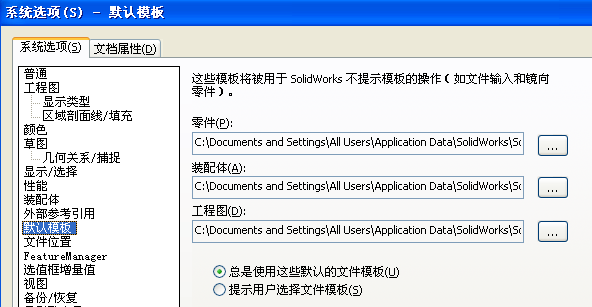 系统选项(S) - 默认模板
系统选项(S) 文档属性(D)
普通
工程图
显示类型
区域剖面线/填充
颜色
草图
几何关系/捕捉
显示/选择
性能
装配体
外部参考引用
默认模板
文件位置
FeatureManager
选值框增量值
视图
备份/恢复
这些模板将被用于 SolidWorks 不提示模板的操作（如文件输入和镜向
零件）。
零件(P):
C:\Documents and Settings\All Users\Application Data\SolidWorks\So
...
装配体(A):
C:\Documents and Settings\All Users\Application Data\SolidWorks\So
...
工程图(D):
C:\Documents and Settings\All Users\Application Data\SolidWorks\So
...
总是使用这些默认的文件模板(U)
提示用户选择文件模板(S)